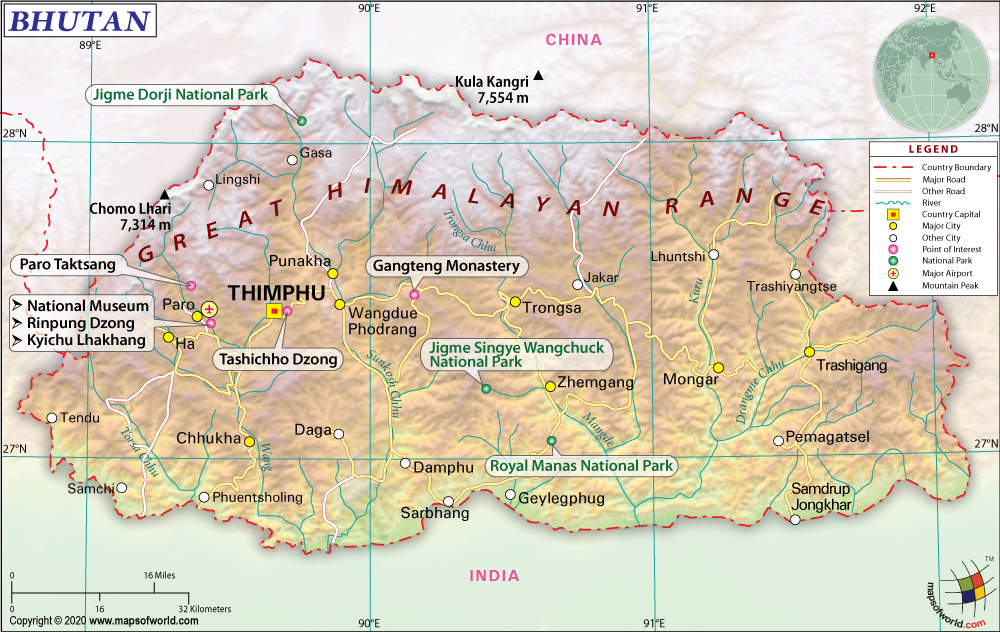 BHUTAN
89°E
90°E
91°E
92°E
CHINA
Kula Kangri
7,554 m
Jigme Dorji National Park
28°N
28°N
Gasa
Lingshi
Chomo Lhari
7,314 m
GREAT HIMALAYAN RANGE
LEGEND
Country Boundary
Major Road
Other Road
River
Country Capital
Major City
Other City
Point of Interest
National Park
Major Airport
Mountain Peak
Trongsa Chhu
Paro Taktsang
Punakha
Gangteng Monastery
Lhuntshi
Trashiyangtse
Jakar
Kuru
National Museum
Rinpung Dzong
Kyichu Lhakhang
Paro
THIMPHU
Wangdue
Phodrang
Trongsa
Ha
Tashichho Dzong
Jigme Singye Wangchuck
National Park
Sunkosh Chhu
Zhemgang
Mongar
Drangme Chhu
Trashigang
Tendu
Torsa Chhu
Chhukha
Wang
Daga
Mangde
Pemagatsel
27°N
27°N
Damphu
Royal Manas National Park
Samchi
Phuentsholing
Sarbhang
Geylegphug
Samdrup
Jongkhar
INDIA
0
16 Miles
0
16
32 Kilometers
Copyright © 2020 www.mapsofworld.com
90°E
91°E
TM
mapsofworld.com